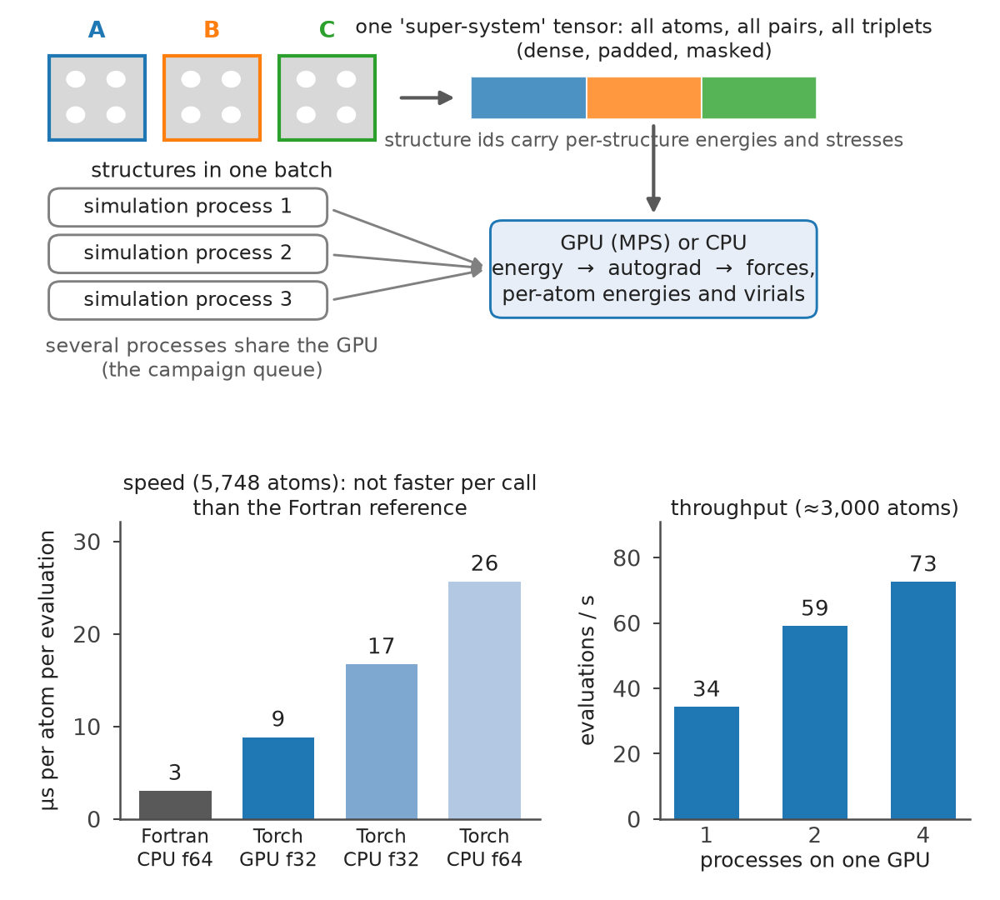 A
B
C
one 'super-system' tensor: all atoms, all pairs, all triplets
(dense, padded, masked)
structure ids carry per-structure energies and stresses
structures in one batch
simulation process 1
simulation process 2
simulation process 3
several processes share the GPU
(the campaign queue)
GPU (MPS) or CPU
energy → autograd → forces,
per-atom energies and virials
speed (5,748 atoms): not faster per call
than the Fortran reference
µs per atom per evaluation
30
20
10
0
3
9
17
26
Fortran
CPU f64
Torch
GPU f32
Torch
CPU f32
Torch
CPU f64
throughput (≈3,000 atoms)
evaluations / s
80
60
40
20
0
34
59
73
1
2
4
processes on one GPU